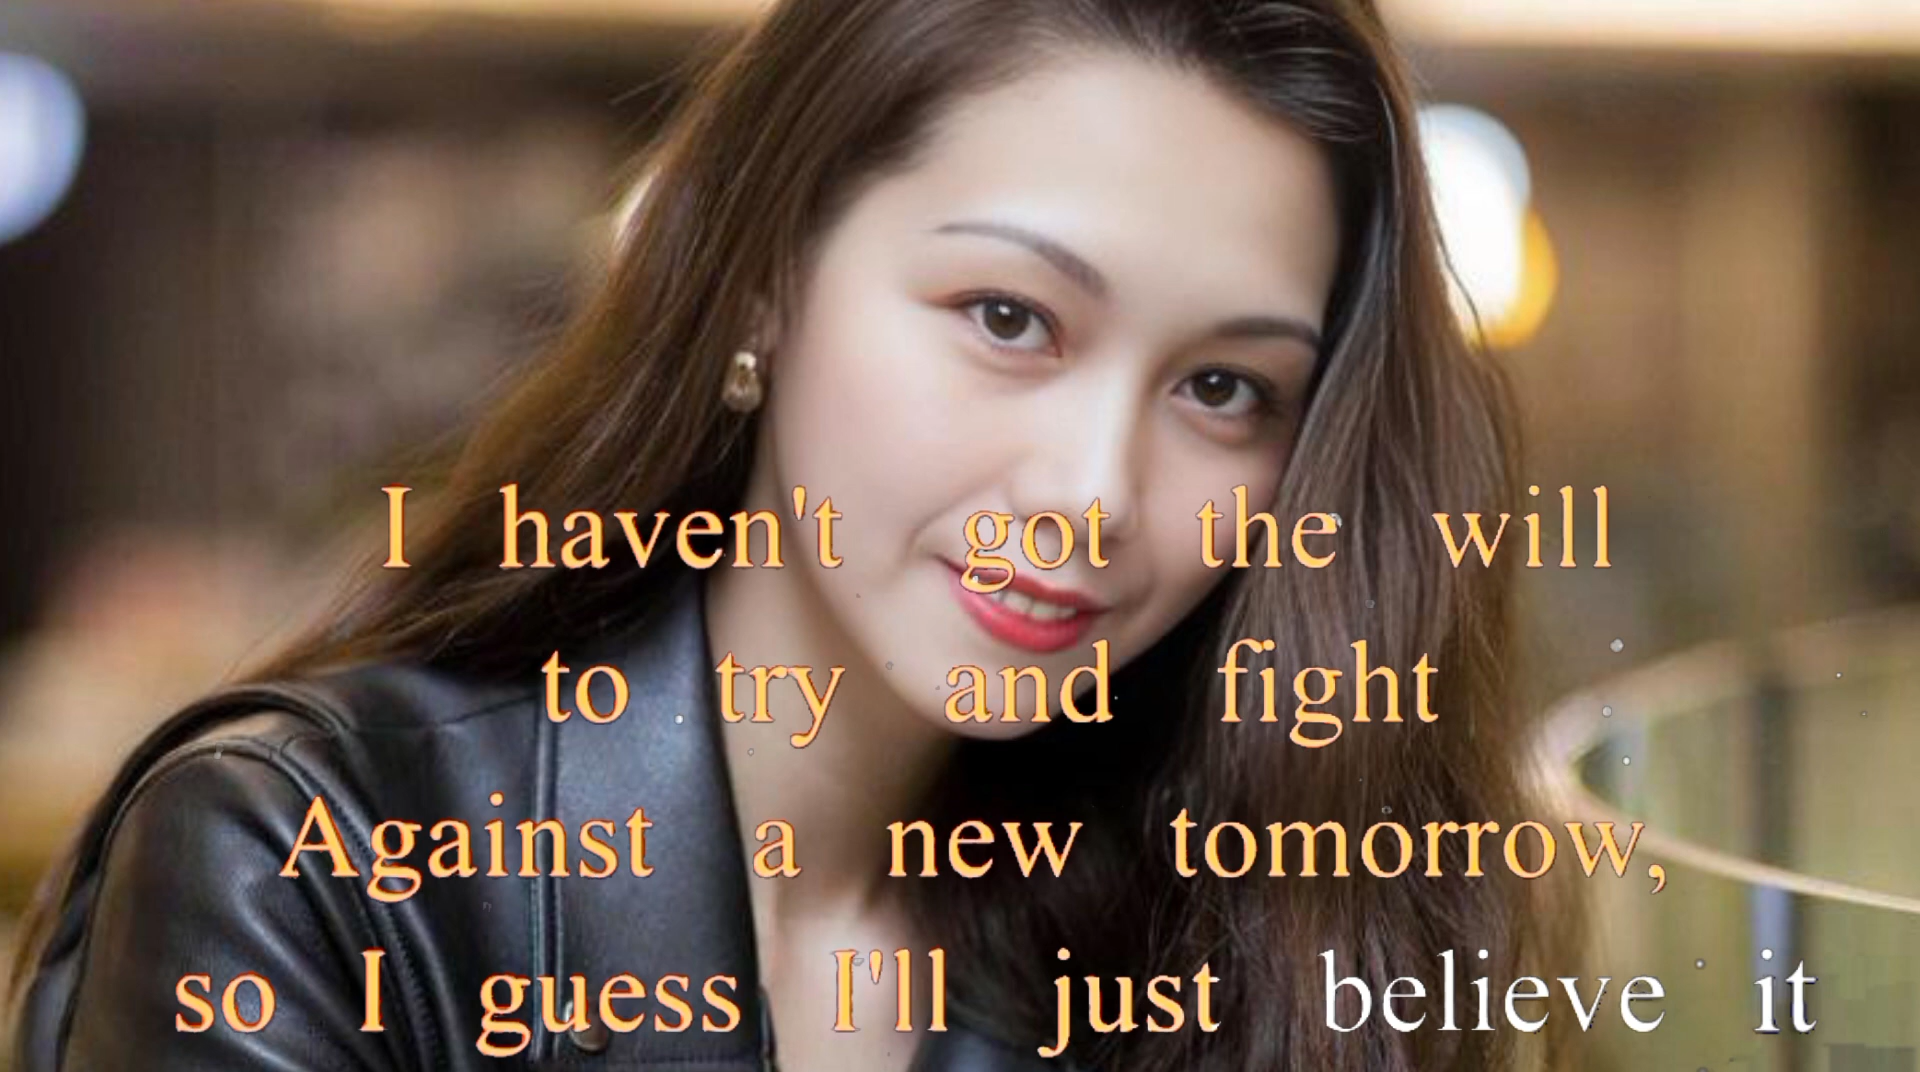 I haven't got the will
to try and fight
Against a new tomorrow,
so I guess I'll just believe it